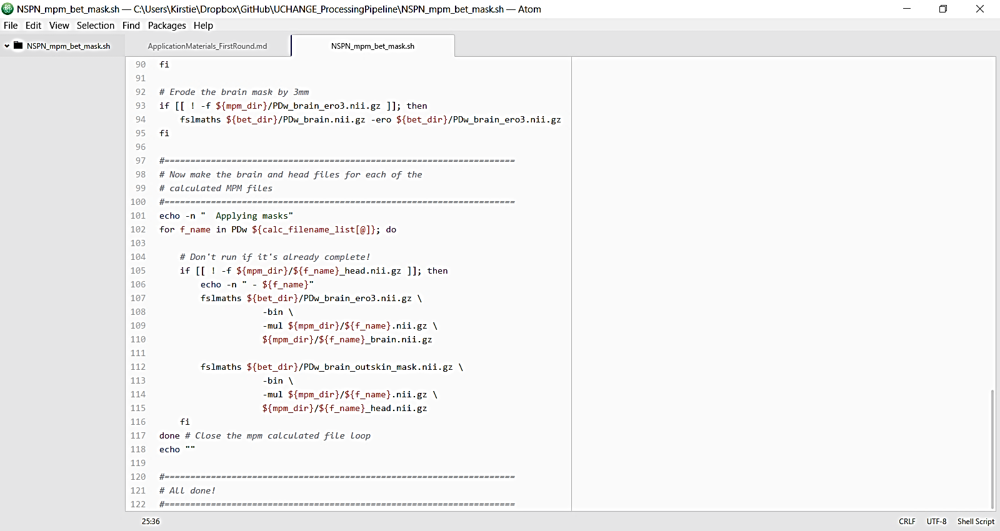 NSPN_mpm_bet_mask.sh — C:\Users\Kirstie\Dropbox\GitHub\UCHANGE_ProcessingPipeline\NSPN_mpm_bet_mask.sh — Atom
File Edit View Selection Find Packages Help
NSPN_mpm_bet_mask.sh
ApplicationMaterials_FirstRound.md
NSPN_mpm_bet_mask.sh
90 fi
91
92 # Erode the brain mask by 3mm
93 if [[ ! -f ${mpm_dir}/PDw_brain_ero3.nii.gz ]]; then
94     fslmaths ${bet_dir}/PDw_brain.nii.gz -ero ${bet_dir}/PDw_brain_ero3.nii.gz
95 fi
96
97 #====================================================================
98 # Now make the brain and head files for each of the
99 # calculated MPM files
100 #====================================================================
101 echo -n "  Applying masks"
102 for f_name in PDw ${calc_filename_list[@]}; do
103
104     # Don't run if it's already complete!
105     if [[ ! -f ${mpm_dir}/${f_name}_head.nii.gz ]]; then
106         echo -n " - ${f_name}"
107         fslmaths ${bet_dir}/PDw_brain_ero3.nii.gz \
108                     -bin \
109                     -mul ${mpm_dir}/${f_name}.nii.gz \
110                     ${mpm_dir}/${f_name}_brain.nii.gz
111
112         fslmaths ${bet_dir}/PDw_brain_outskin_mask.nii.gz \
113                     -bin \
114                     -mul ${mpm_dir}/${f_name}.nii.gz \
115                     ${mpm_dir}/${f_name}_head.nii.gz
116     fi
117 done # Close the mpm calculated file loop
118 echo ""
119
120 #====================================================================
121 # All done!
122 #====================================================================
25:36 CRLF UTF-8 Shell Script